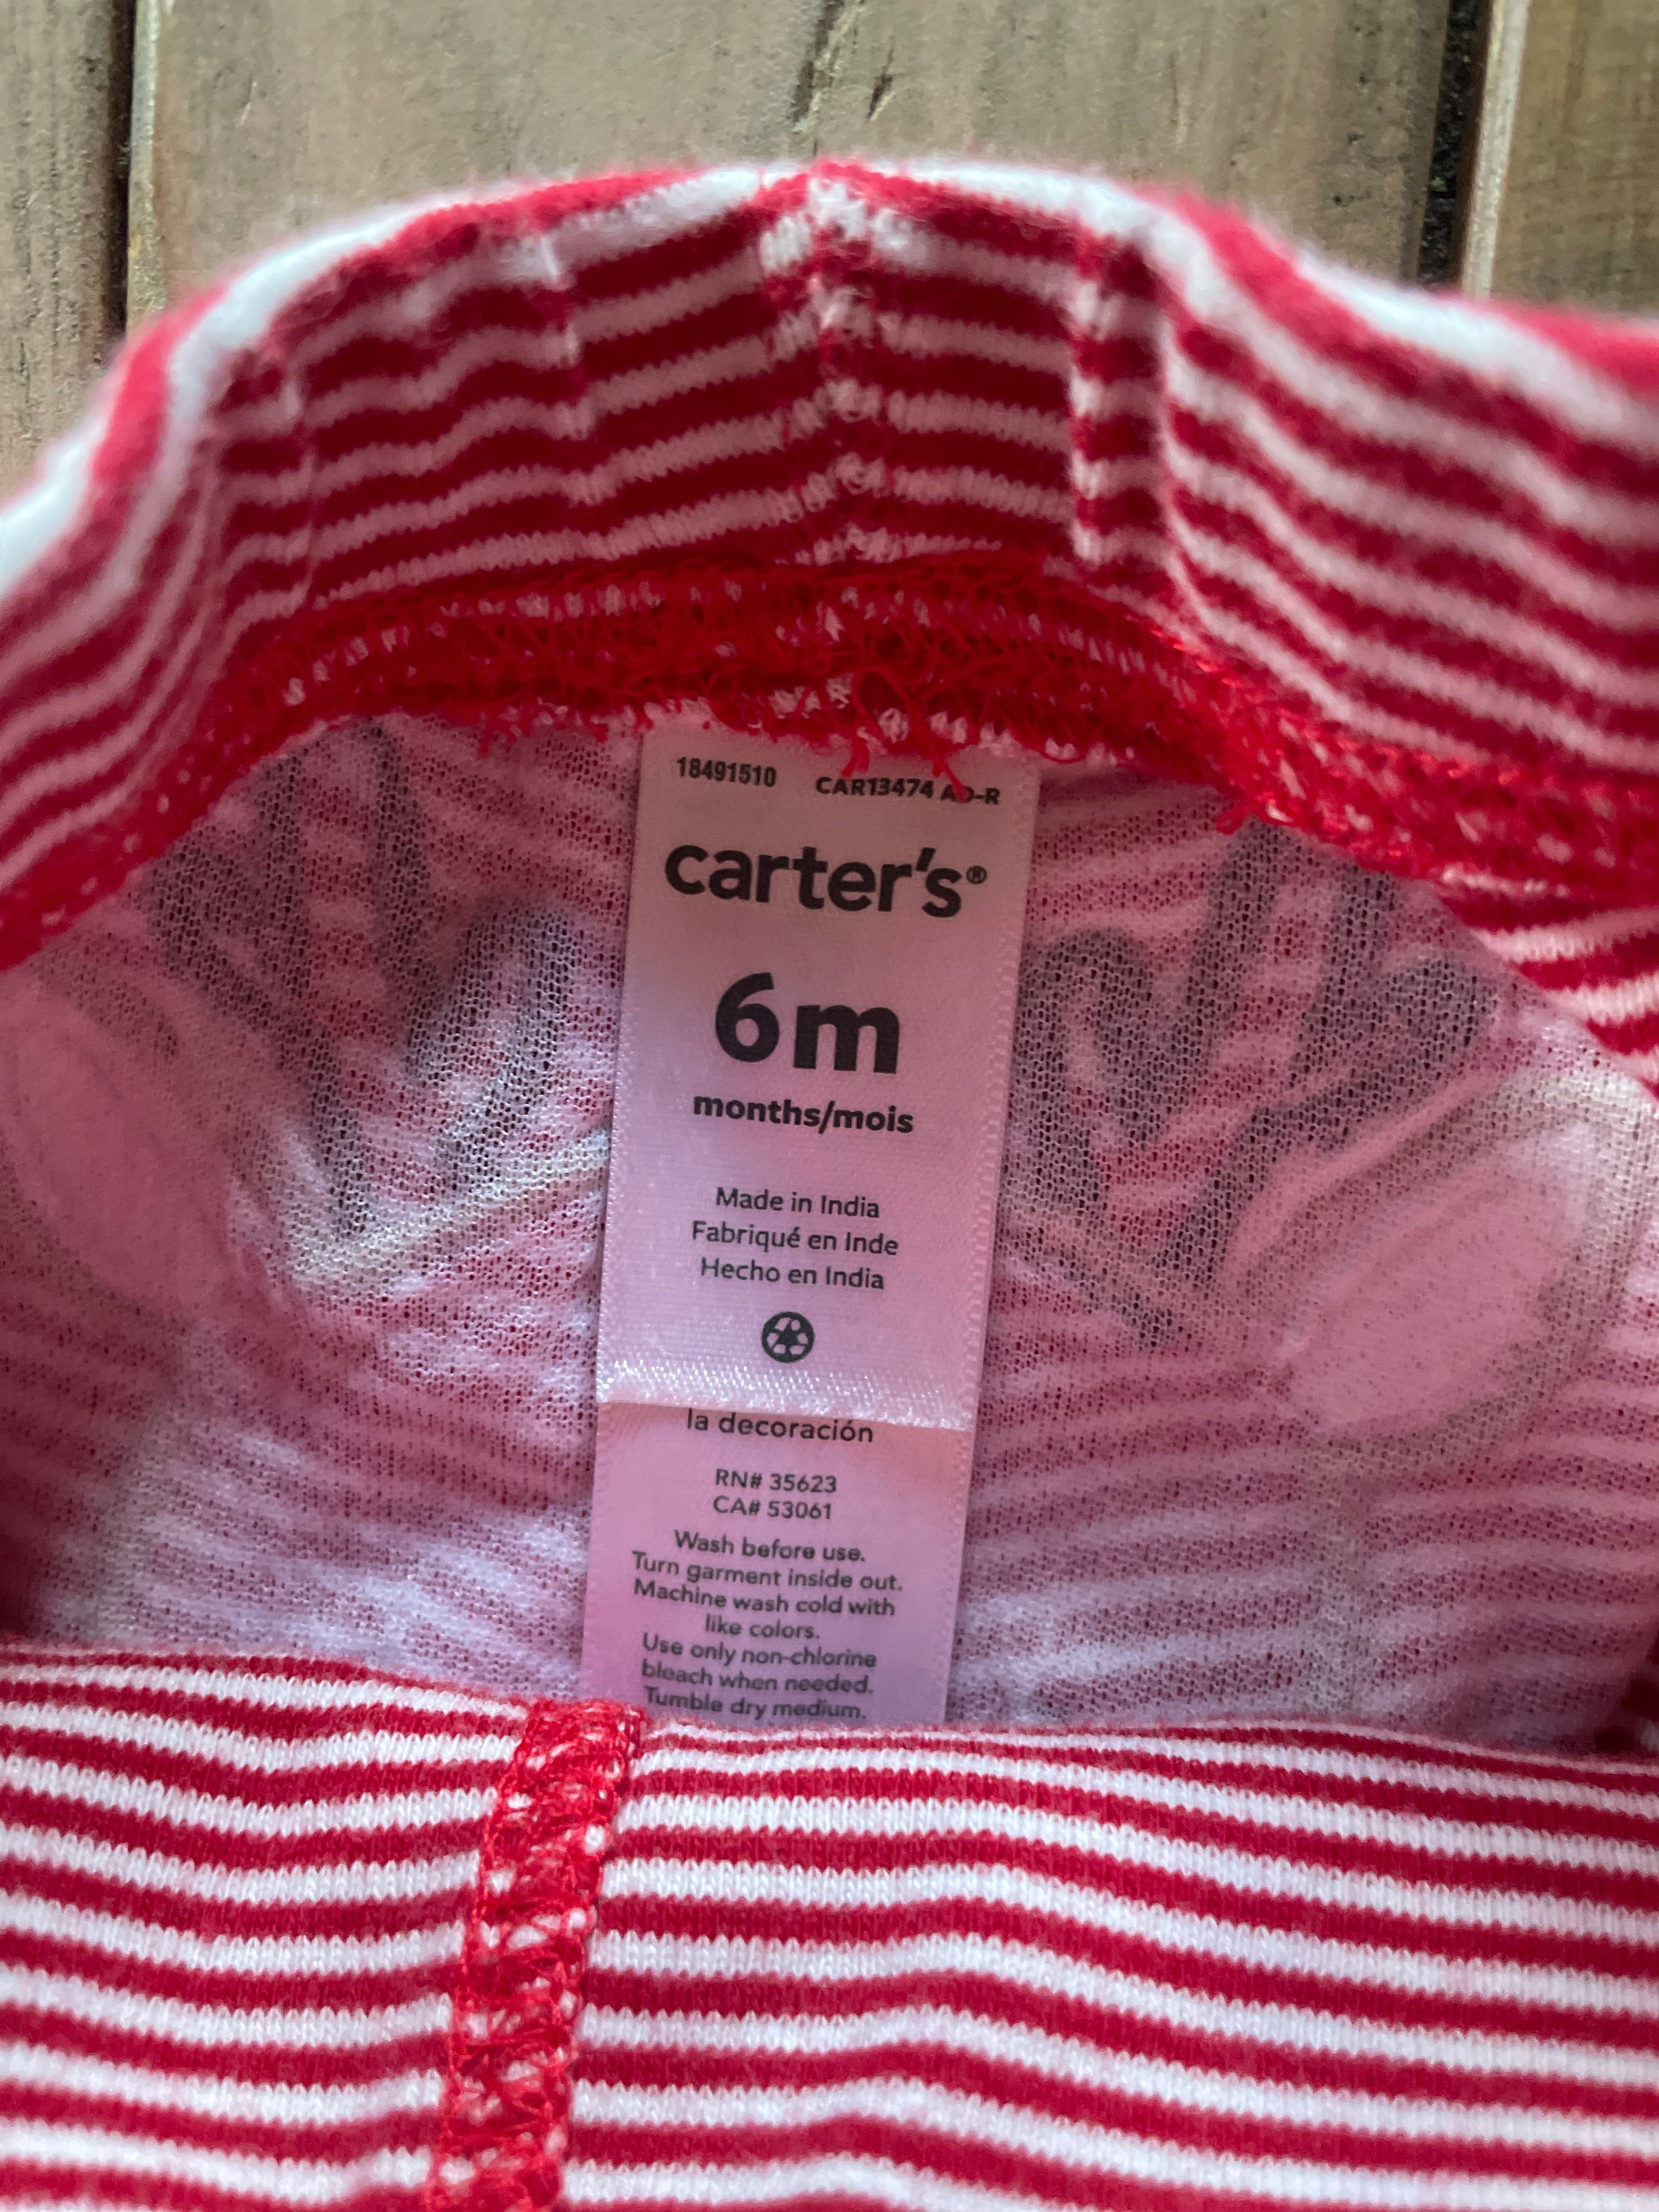 18491510 CAR13474 AO-R
carter's®
6m
months/mois
Made in India
Fabriqué en Inde
Hecho en India
la decoración
RN# 35623
CA# 53061
Wash before use.
Turn garment inside out.
Machine wash cold with
like colors.
Use only non-chlorine
bleach when needed.
Tumble dry medium.